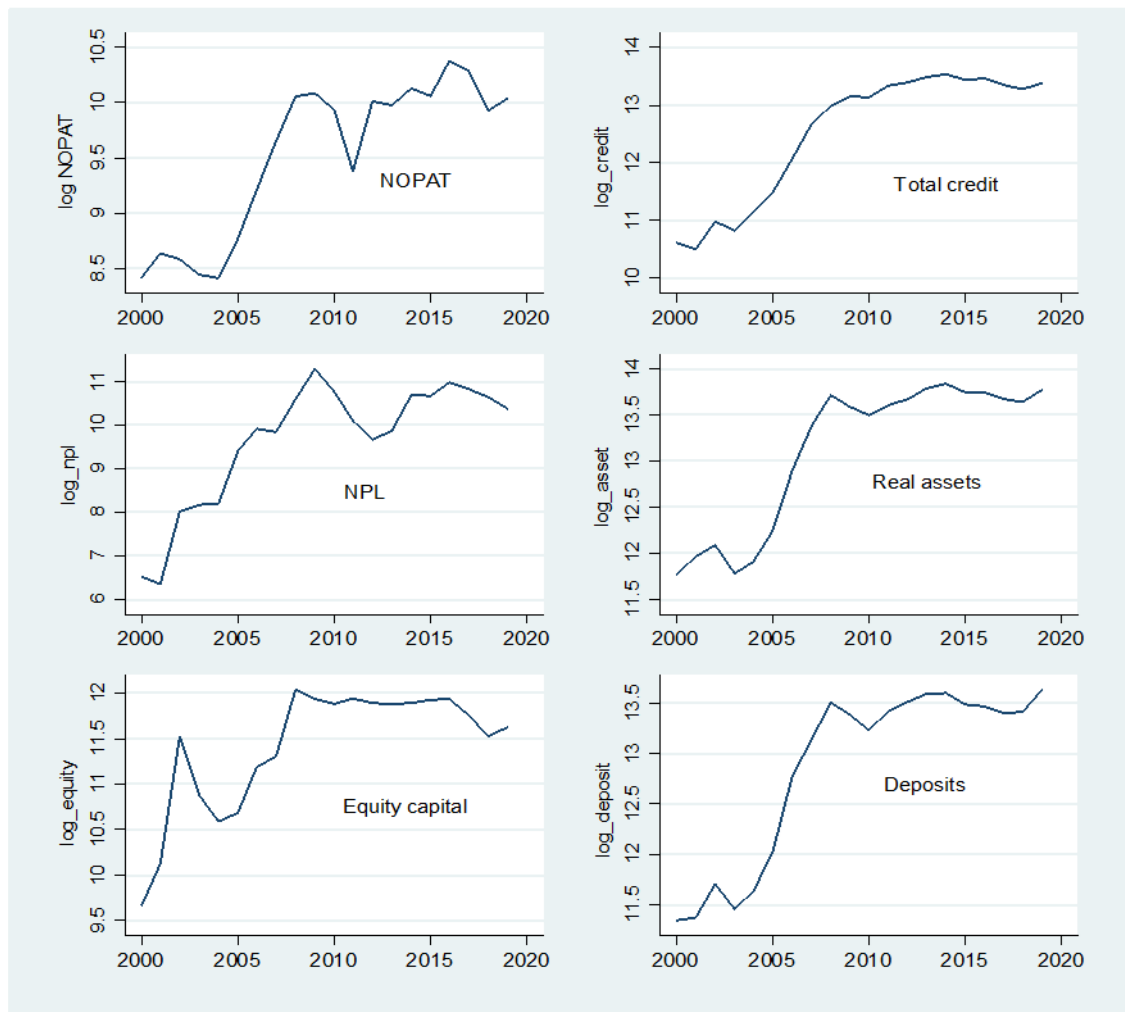 log NOPAT
10.5
10
9.5
9
8.5
NOPAT
2000 2005 2010 2015 2020
log_credit
14
13
12
11
10
Total credit
2000 2005 2010 2015 2020
log_npl
11
10
9
8
7
6
NPL
2000 2005 2010 2015 2020
log_asset
14
13.5
13
12.5
12
11.5
Real assets
2000 2005 2010 2015 2020
log_equity
12
11.5
11
10.5
10
9.5
Equity capital
2000 2005 2010 2015 2020
log_deposit
13.5
13
12.5
12
11.5
Deposits
2000 2005 2010 2015 2020